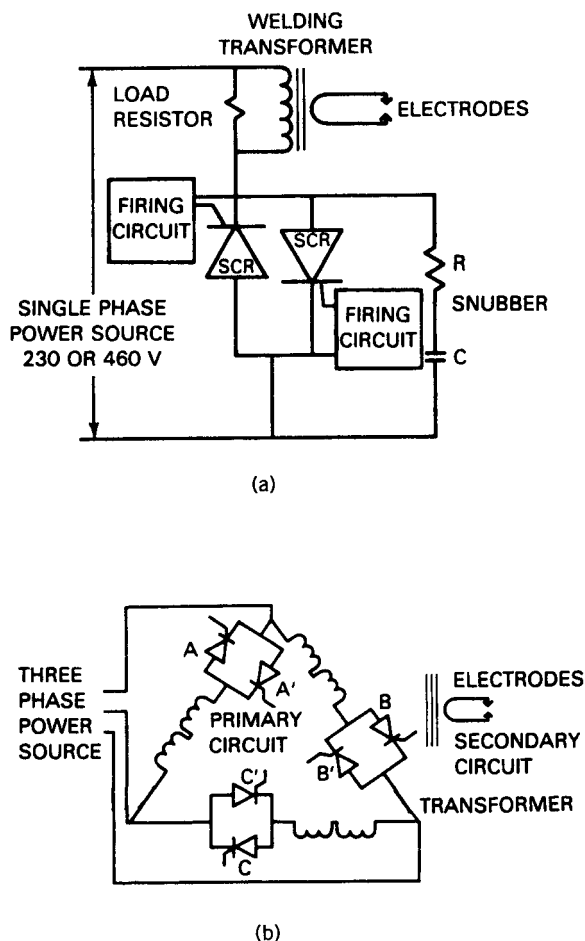 WELDING
TRANSFORMER
LOAD
RESISTOR
ELECTRODES
FIRING
CIRCUIT
SCR
SCR
R
SNUBBER
FIRING
CIRCUIT
C
SINGLE PHASE
POWER SOURCE
230 OR 460 V
(a)
THREE
PHASE
POWER
SOURCE
A
A'
PRIMARY
CIRCUIT
B
B'
C'
C
ELECTRODES
SECONDARY
CIRCUIT
TRANSFORMER
(b)